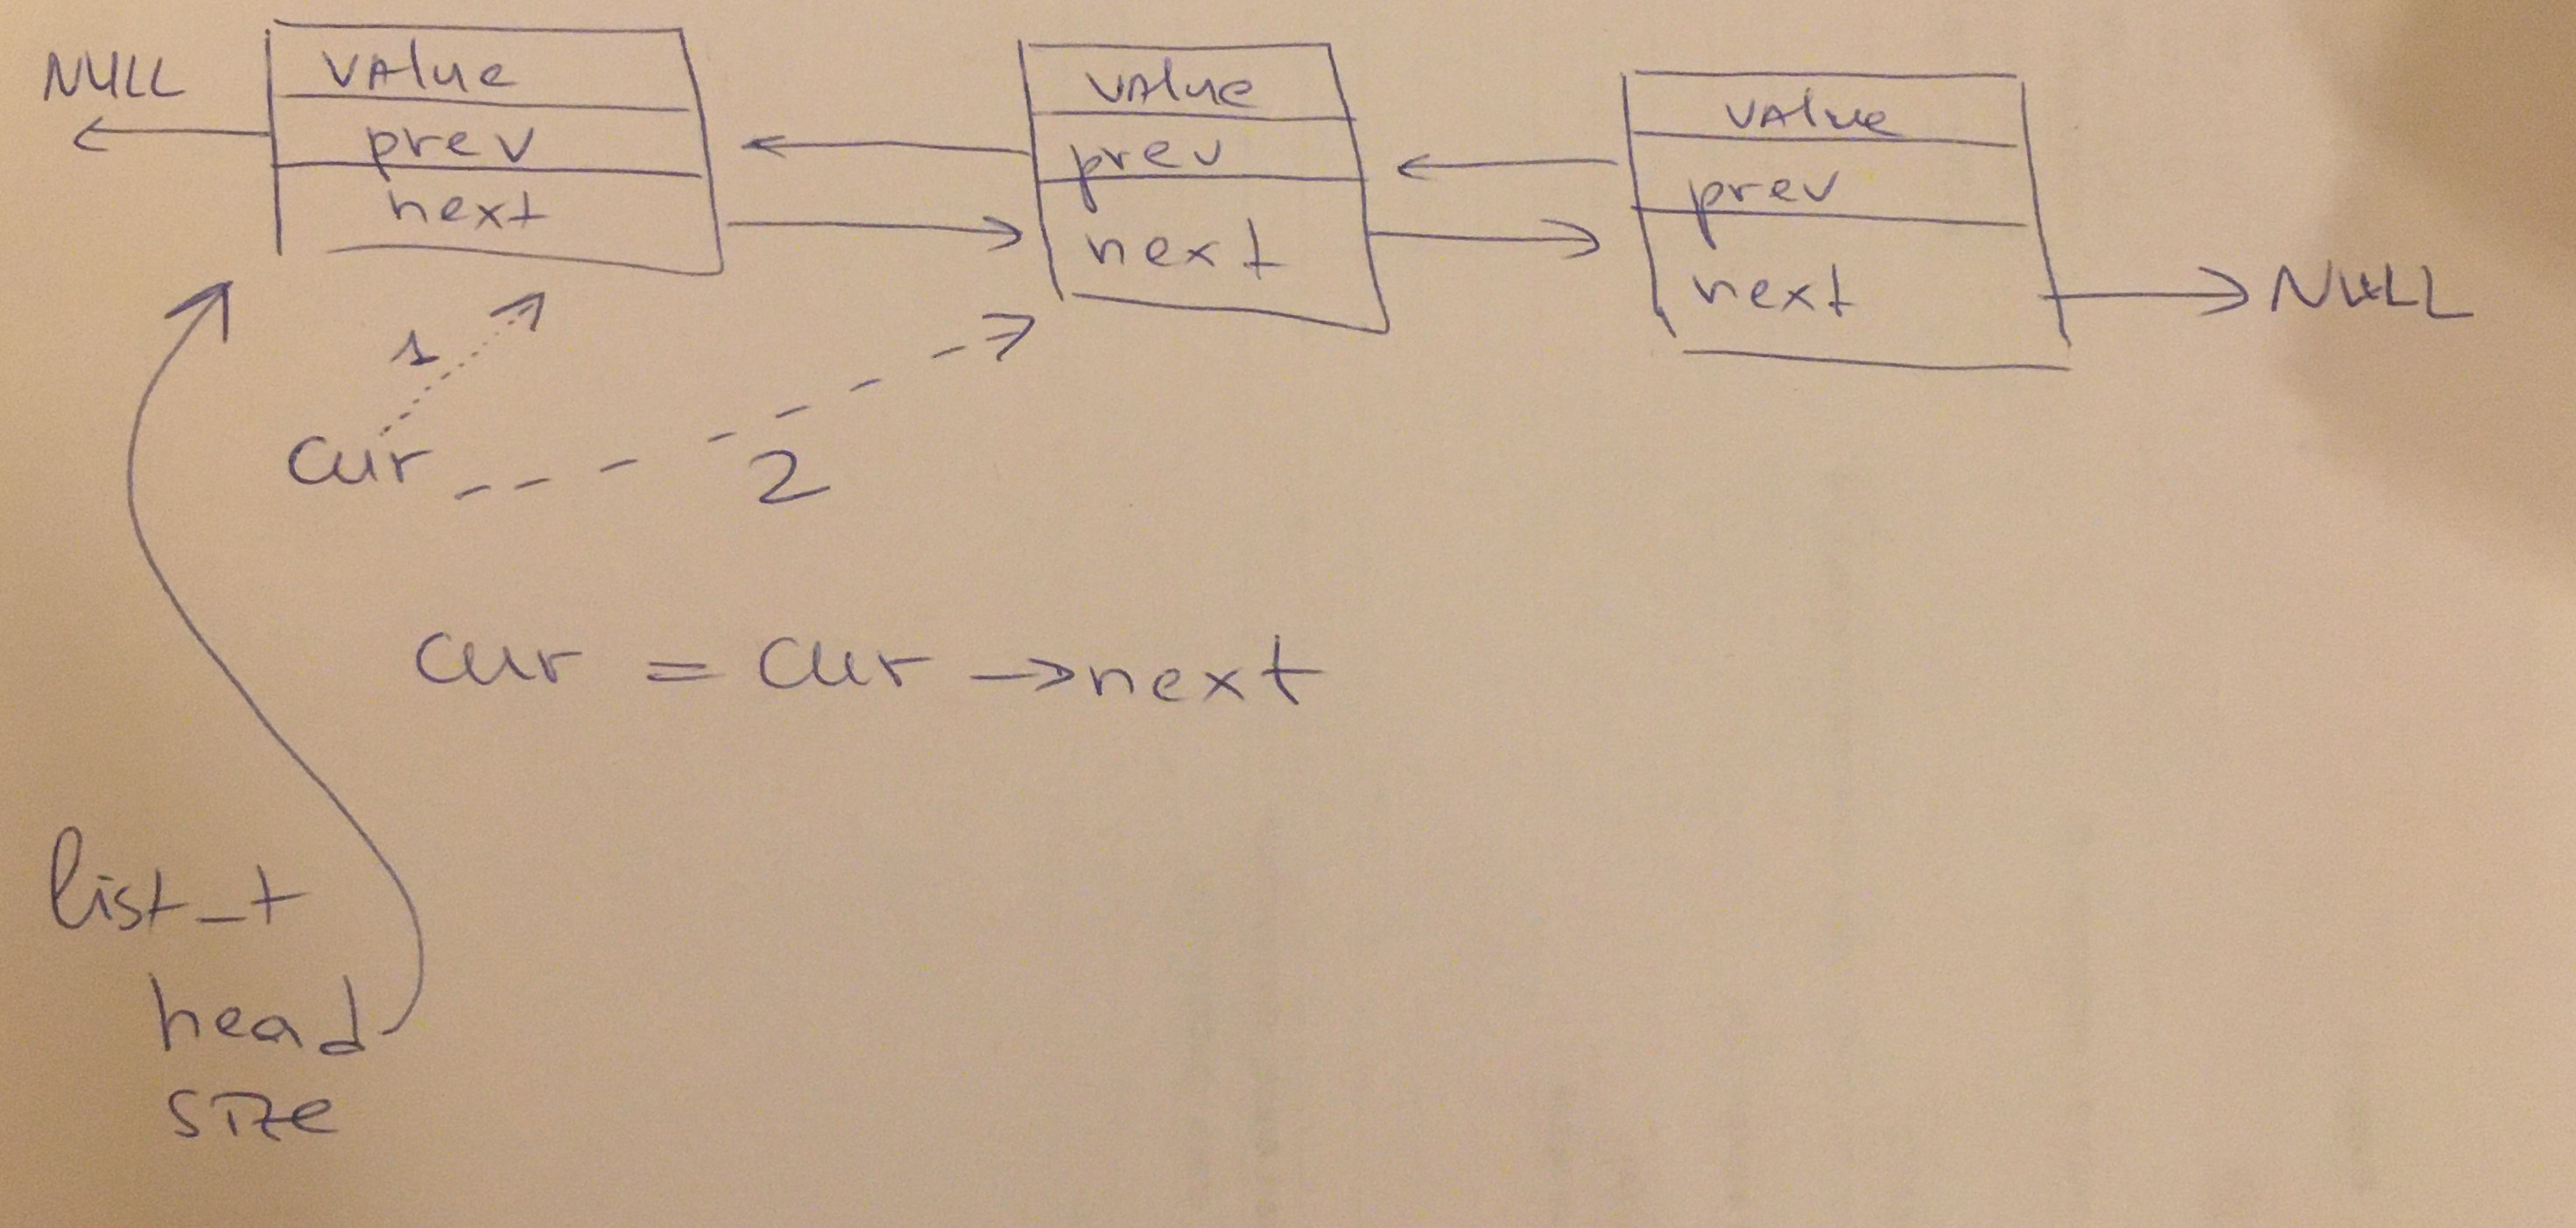 NULL
value
prev
next
value
prev
next
value
prev
next
NULL
1
cur
2
cur = cur →next
list_t
head
size